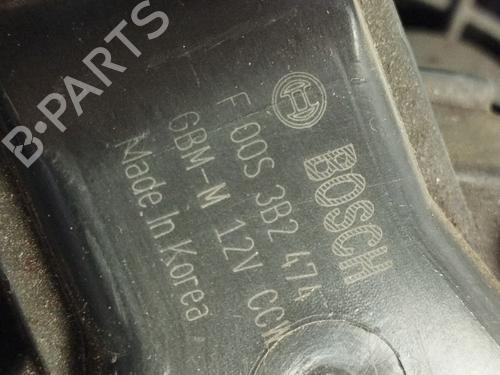 B-PARTS
BOSCH
F 00S 3B2 474
GBM-M 12V CCW
Made.In Korea